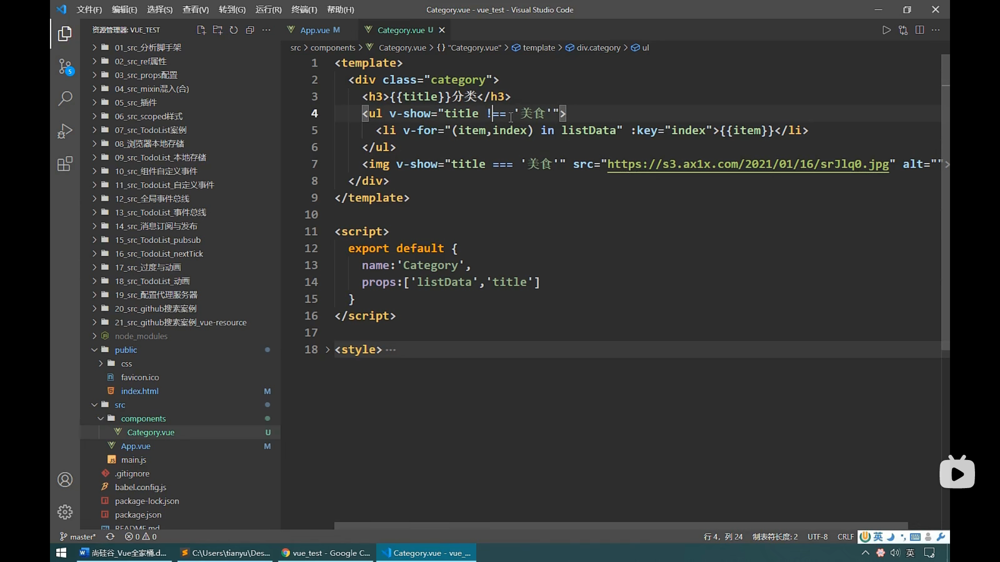 文件(F) 编辑(E) 选择(S) 查看(V) 转到(G) 运行(R) 终端(T) 帮助(H) Category.vue - vue_test - Visual Studio Code
资源管理器: VUE_TEST
01_src_分析脚手架
02_src_ref属性
03_src_props配置
04_src_mixin混入(合)
05_src_插件
06_src_scoped样式
07_src_TodoList案例
08_浏览器本地存储
09_src_TodoList_本地存储
10_src_组件自定义事件
11_src_TodoList_自定义事件
12_src_全局事件总线
13_src_TodoList_事件总线
14_src_消息订阅与发布
15_src_TodoList_pubsub
16_src_TodoList_nextTick
17_src_过度与动画
18_src_TodoList_动画
19_src_配置代理服务器
20_src_github搜索案例
21_src_github搜索案例_vue-resource
node_modules
public
css
favicon.ico
index.html M
src
components
Category.vue U
App.vue M
main.js
.gitignore
babel.config.js
package-lock.json
package.json
README.md
5
App.vue M Category.vue U
src > components > Category.vue > {} "Category.vue" > template > div.category > ul
1 <template>
2 <div class="category">
3 <h3>{{title}}分类</h3>
4 <ul v-show="title !== '美食'">
5 <li v-for="(item,index) in listData" :key="index">{{item}}</li>
6 </ul>
7 <img v-show="title === '美食'" src="https://s3.ax1x.com/2021/01/16/srJlq0.jpg" alt="">
8 </div>
9 </template>
10
11 <script>
12 export default {
13 name:'Category',
14 props:['listData','title']
15 }
16 </script>
17
18 <style> ···
master* 0 0 行 4，列 24 制表符长度: 2 UTF-8 CRLF 英
尚硅谷_Vue全家桶.d... C:\Users\tianyu\Des... vue_test - Google C... Category.vue - vue_... 英